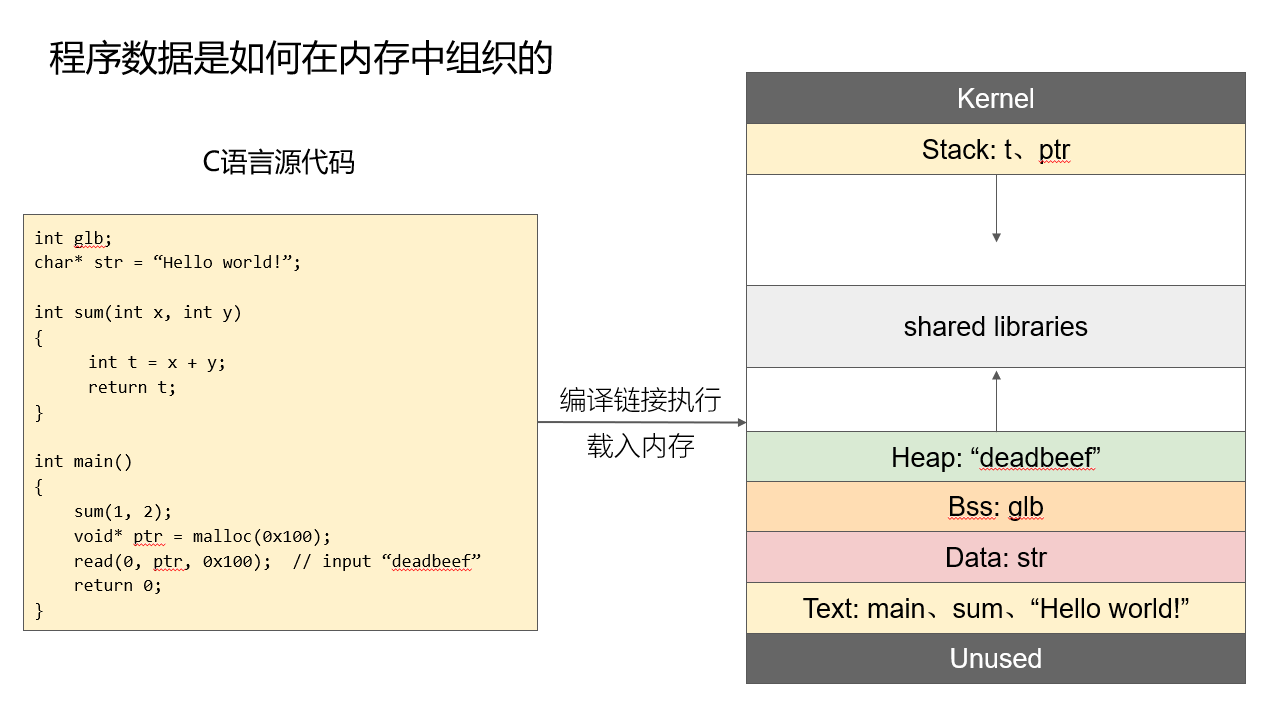 程序数据是如何在内存中组织的
C语言源代码
int glb;
char* str = “Hello world!”;
int sum(int x, int y)
{
int t = x + y;
return t;
}
int main()
{
sum(1, 2);
void* ptr = malloc(0x100);
read(0, ptr, 0x100);  // input “deadbeef”
return 0;
}
编译链接执行
载入内存
Kernel
Stack: t、ptr
shared libraries
Heap: “deadbeef”
Bss: glb
Data: str
Text: main、sum、“Hello world!”
Unused